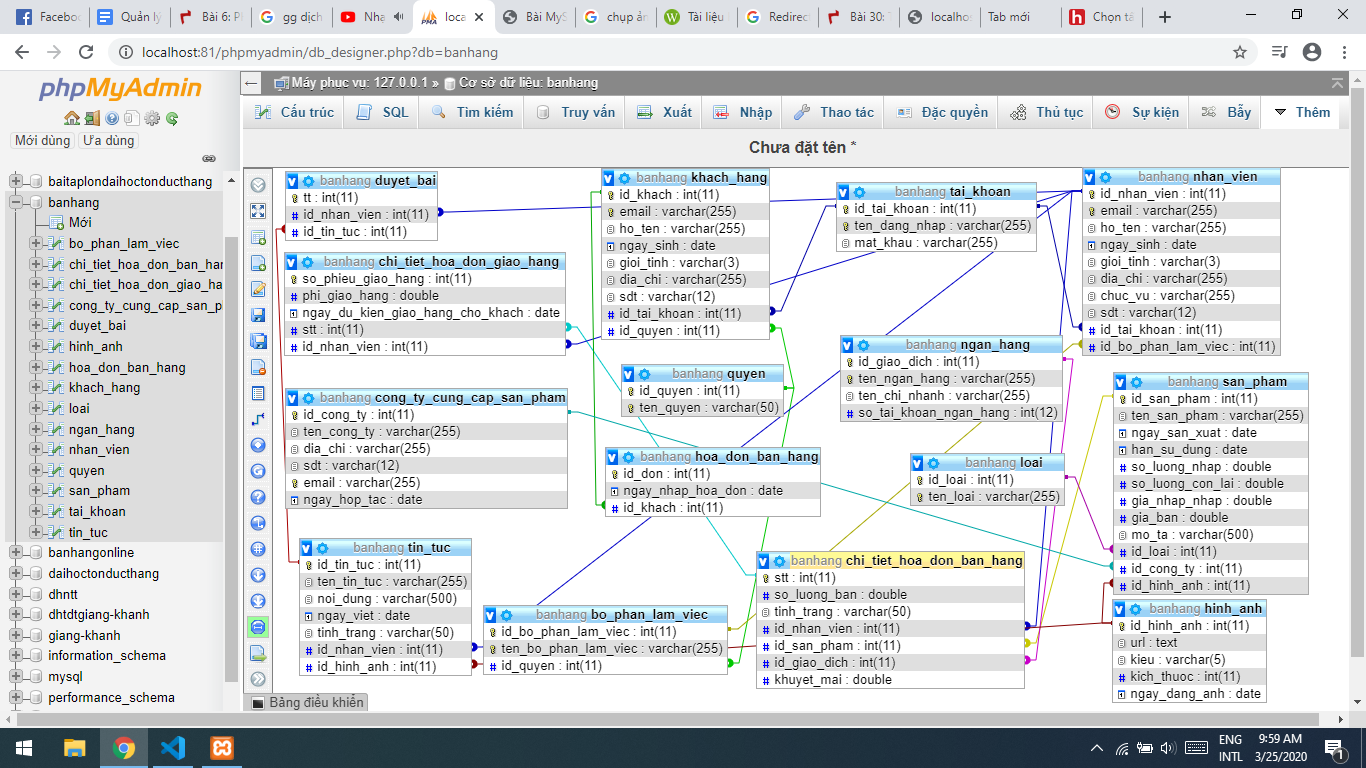 Facebo
Quản lý
Bài 6: P
gg dịch
Nhạ
loca
Bài MyS
chup ản
Tài liệu
Redirec
Bài 30: T
localhos
Tab mới
Chọn tấ
localhost:81/phpmyadmin/db_designer.php?db=banhang
phpMyAdmin
Mới dùng
Ưa dùng
baitaplondaihoctonducthang
banhang
Mới
bo_phan_lam_viec
chi_tiet_hoa_don_ban_han
chi_tiet_hoa_don_giao_ha
cong_ty_cung_cap_san_p
duyet_bai
hinh_anh
hoa_don_ban_hang
khach_hang
loai
ngan_hang
nhan_vien
quyen
san_pham
tai_khoan
tin_tuc
banhangonline
daihoctonducthang
dhntt
dhtdtgiang-khanh
giang-khanh
information_schema
mysql
performance_schema
Máy phục vụ: 127.0.0.1 » Cơ sở dữ liệu: banhang
Cấu trúc
SQL
Tìm kiếm
Truy vấn
Xuất
Nhập
Thao tác
Đặc quyền
Thủ tục
Sự kiện
Bẫy
Thêm
Chưa đặt tên *
banhang duyet_bai
tt : int(11)
id_nhan_vien : int(11)
id_tin_tuc : int(11)
banhang chi_tiet_hoa_don_giao_hang
so_phieu_giao_hang : int(11)
phi_giao_hang : double
ngay_du_kien_giao_hang_cho_khach : date
stt : int(11)
id_nhan_vien : int(11)
banhang cong_ty_cung_cap_san_pham
id_cong_ty : int(11)
ten_cong_ty : varchar(255)
dia_chi : varchar(255)
sdt : varchar(12)
email : varchar(255)
ngay_hop_tac : date
banhang tin_tuc
id_tin_tuc : int(11)
ten_tin_tuc : varchar(255)
noi_dung : varchar(500)
ngay_viet : date
tinh_trang : varchar(50)
id_nhan_vien : int(11)
id_hinh_anh : int(11)
banhang khach_hang
id_khach : int(11)
email : varchar(255)
ho_ten : varchar(255)
ngay_sinh : date
gioi_tinh : varchar(3)
dia_chi : varchar(255)
sdt : varchar(12)
id_tai_khoan : int(11)
id_quyen : int(11)
banhang quyen
id_quyen : int(11)
ten_quyen : varchar(50)
banhang hoa_don_ban_hang
id_don : int(11)
ngay_nhap_hoa_don : date
id_khach : int(11)
banhang bo_phan_lam_viec
id_bo_phan_lam_viec : int(11)
ten_bo_phan_lam_viec : varchar(255)
id_quyen : int(11)
banhang tai_khoan
id_tai_khoan : int(11)
ten_dang_nhap : varchar(255)
mat_khau : varchar(255)
banhang ngan_hang
id_giao_dich : int(11)
ten_ngan_hang : varchar(255)
ten_chi_nhanh : varchar(255)
so_tai_khoan_ngan_hang : int(12)
banhang loai
id_loai : int(11)
ten_loai : varchar(255)
banhang chi_tiet_hoa_don_ban_hang
stt : int(11)
so_luong_ban : double
tinh_trang : varchar(50)
id_nhan_vien : int(11)
id_san_pham : int(11)
id_giao_dich : int(11)
khuyet_mai : double
banhang nhan_vien
id_nhan_vien : int(11)
email : varchar(255)
ho_ten : varchar(255)
ngay_sinh : date
gioi_tinh : varchar(3)
dia_chi : varchar(255)
chuc_vu : varchar(255)
sdt : varchar(12)
id_tai_khoan : int(11)
id_bo_phan_lam_viec : int(11)
banhang san_pham
id_san_pham : int(11)
ten_san_pham : varchar(255)
ngay_san_xuat : date
han_su_dung : date
so_luong_nhap : double
so_luong_con_lai : double
gia_nhap_nhap : double
gia_ban : double
mo_ta : varchar(500)
id_loai : int(11)
id_cong_ty : int(11)
id_hinh_anh : int(11)
banhang hinh_anh
id_hinh_anh : int(11)
url : text
kieu : varchar(5)
kich_thuoc : int(11)
ngay_dang_anh : date
Bảng điều khiển
ENG
INTL
9:59 AM
3/25/2020
1